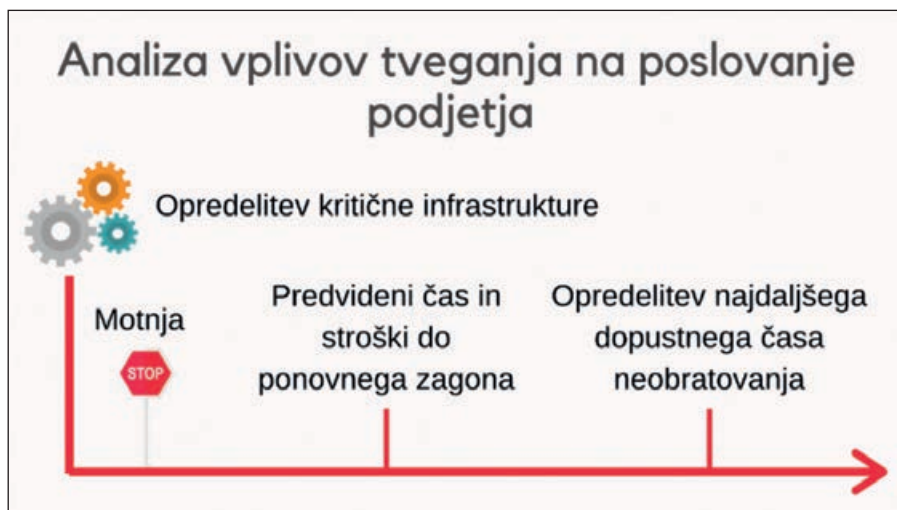 Analiza vplivov tveganja na poslovanje
podjetja
Opredelitev kritične infrastrukture
Motnja
STOP
Predvideni čas in
stroški do
ponovnega zagona
Opredelitev najdaljšega
dopustnega časa
neobratovanja